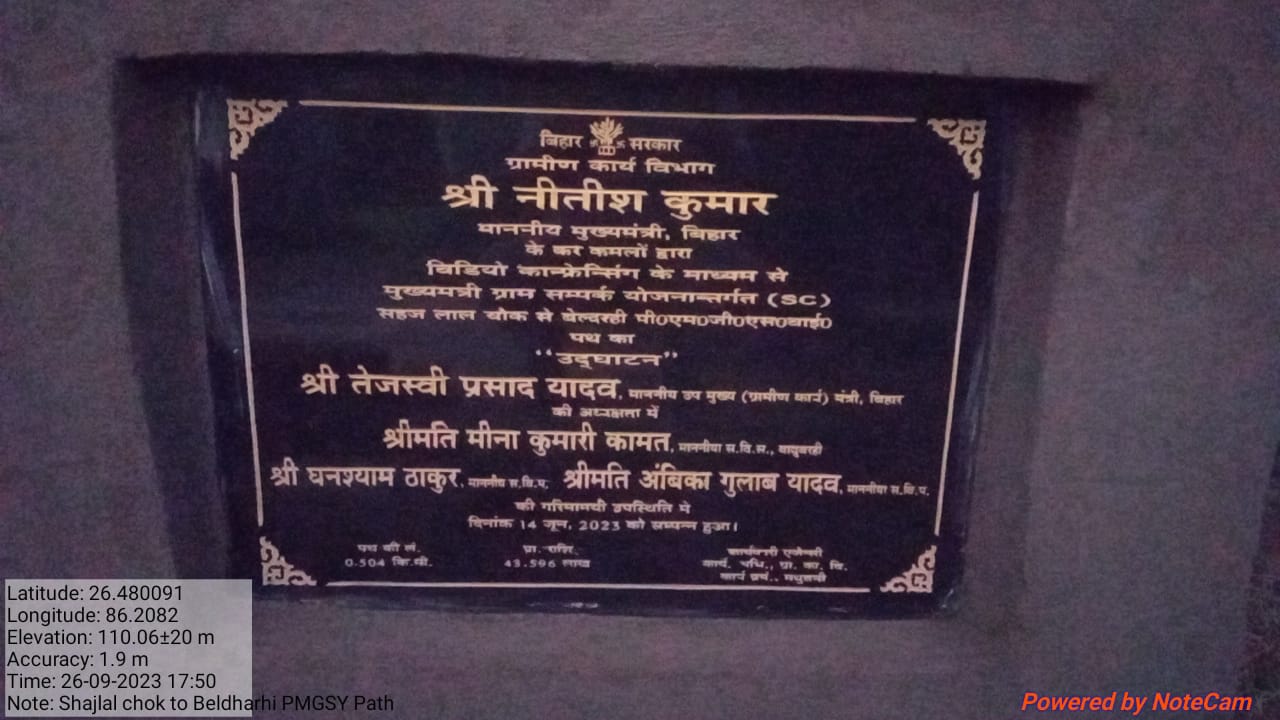 बिहार सरकार
ग्रामीण कार्य विभाग
श्री नीतीश कुमार
माननीय मुख्यमंत्री, बिहार
के कर कमलों द्वारा
विडियो कान्फ्रेन्सिंग के माध्यम से
मुख्यमंत्री ग्राम सम्पर्क योजनान्तर्गत (SC)
सहज लाल चौक से बेल्दरही पी0एम0जी0एस0वाई0
पथ का
“उद्घाटन”
श्री तेजस्वी प्रसाद यादव, माननीय उप मुख्य (ग्रामीण कार्य) मंत्री, बिहार
की अध्यक्षता में
श्रीमति मीना कुमारी कामत, माननीया स.वि.स., बाबुबरही
श्री घनश्याम ठाकुर, माननीय स.वि.प. श्रीमति अंबिका गुलाब यादव, माननीया स.वि.प.
की गरिमामयी उपस्थिति मे
दिनांक 14 जून, 2023 को सम्पन्न हुआ।
पथ की लं. प्रा. राशि. कार्यकारी एजेन्सी
0.504 कि.मी. 43.596 लाख कार्य. ग्रा. का. वि.
कार्य प्रमं., मधुबनी
Latitude: 26.480091
Longitude: 86.2082
Elevation: 110.06±20 m
Accuracy: 1.9 m
Time: 26-09-2023 17:50
Note: Shajlal chok to Beldharhi PMGSY Path
Powered by NoteCam